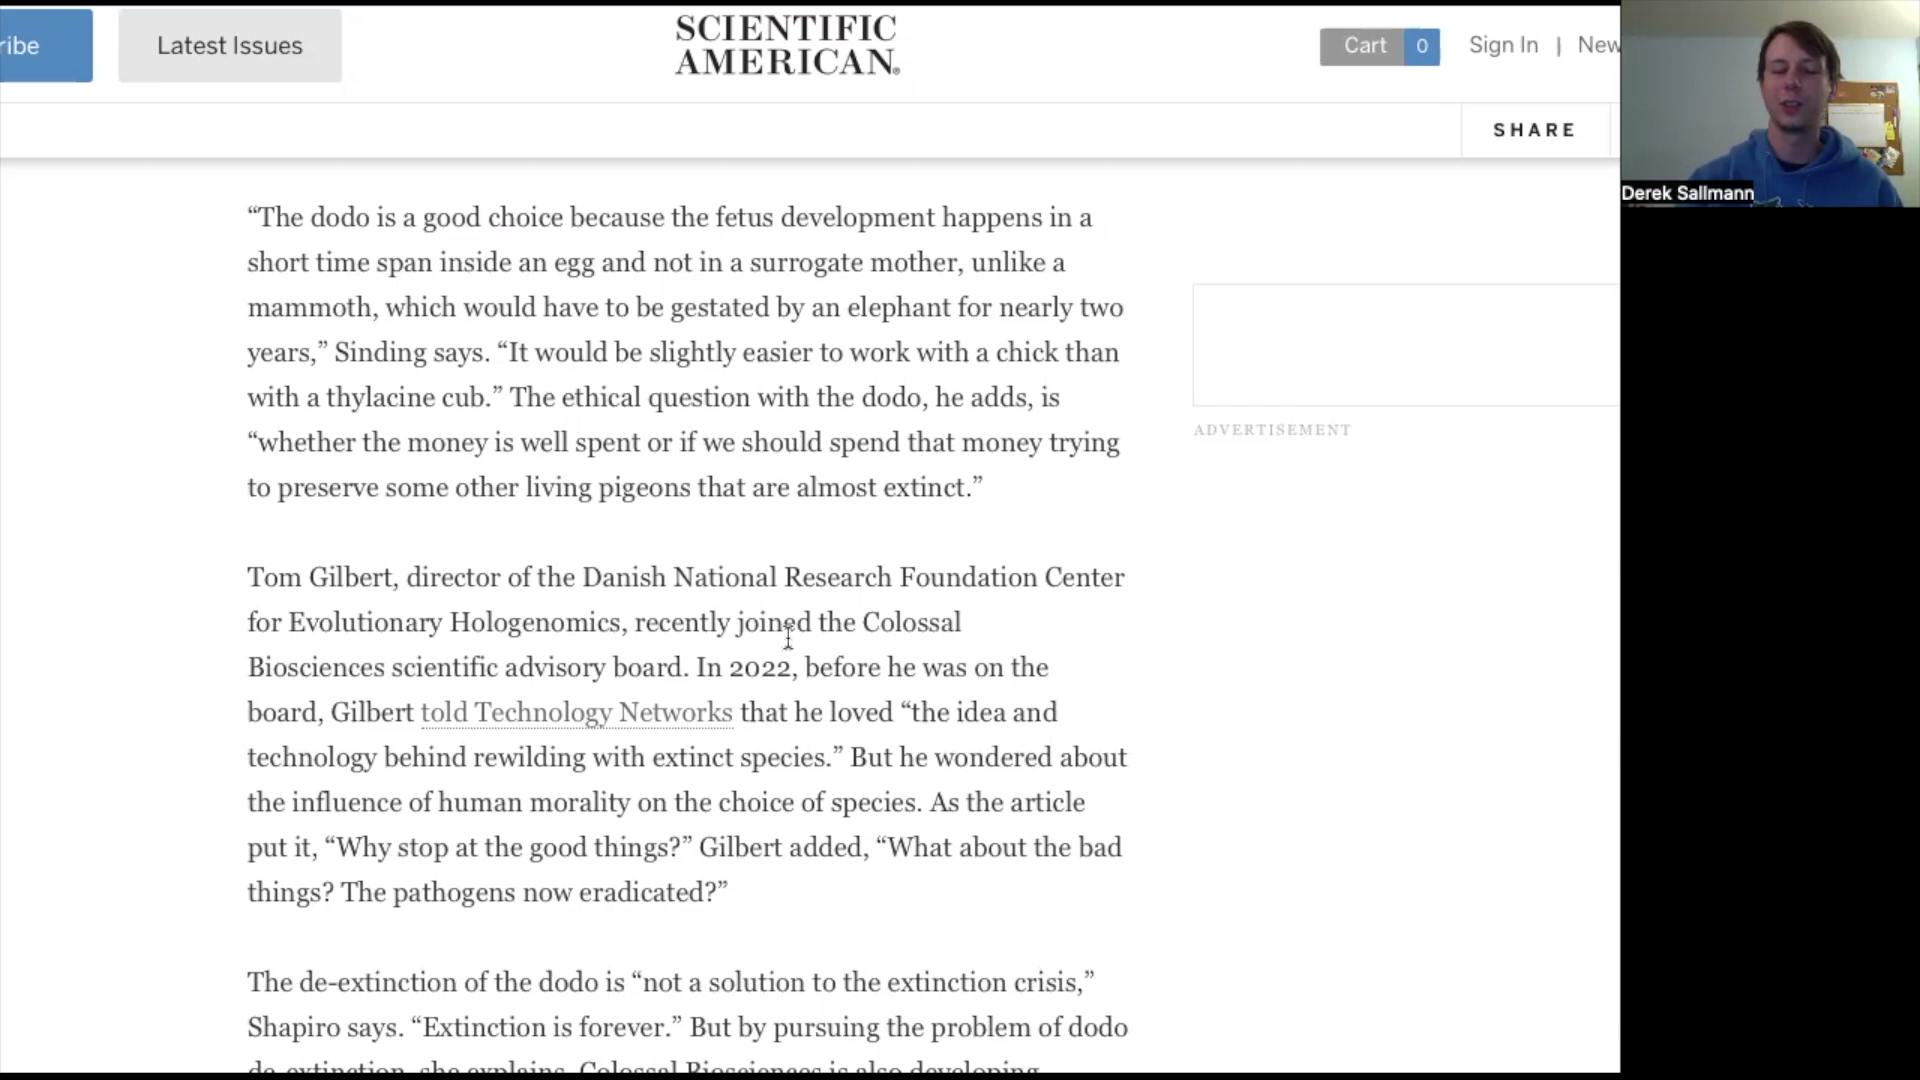 ribe
Latest Issues
SCIENTIFIC
AMERICAN®
Cart 0
Sign In | New
SHARE
Derek Sallmann
“The dodo is a good choice because the fetus development happens in a
short time span inside an egg and not in a surrogate mother, unlike a
mammoth, which would have to be gestated by an elephant for nearly two
years,” Sinding says. “It would be slightly easier to work with a chick than
with a thylacine cub.” The ethical question with the dodo, he adds, is
“whether the money is well spent or if we should spend that money trying
to preserve some other living pigeons that are almost extinct.”
ADVERTISEMENT
Tom Gilbert, director of the Danish National Research Foundation Center
for Evolutionary Hologenomics, recently joined the Colossal
Biosciences scientific advisory board. In 2022, before he was on the
board, Gilbert told Technology Networks that he loved “the idea and
technology behind rewilding with extinct species.” But he wondered about
the influence of human morality on the choice of species. As the article
put it, “Why stop at the good things?” Gilbert added, “What about the bad
things? The pathogens now eradicated?”
The de-extinction of the dodo is “not a solution to the extinction crisis,”
Shapiro says. “Extinction is forever.” But by pursuing the problem of dodo
de-extinction, she explains, Colossal Biosciences is also developing